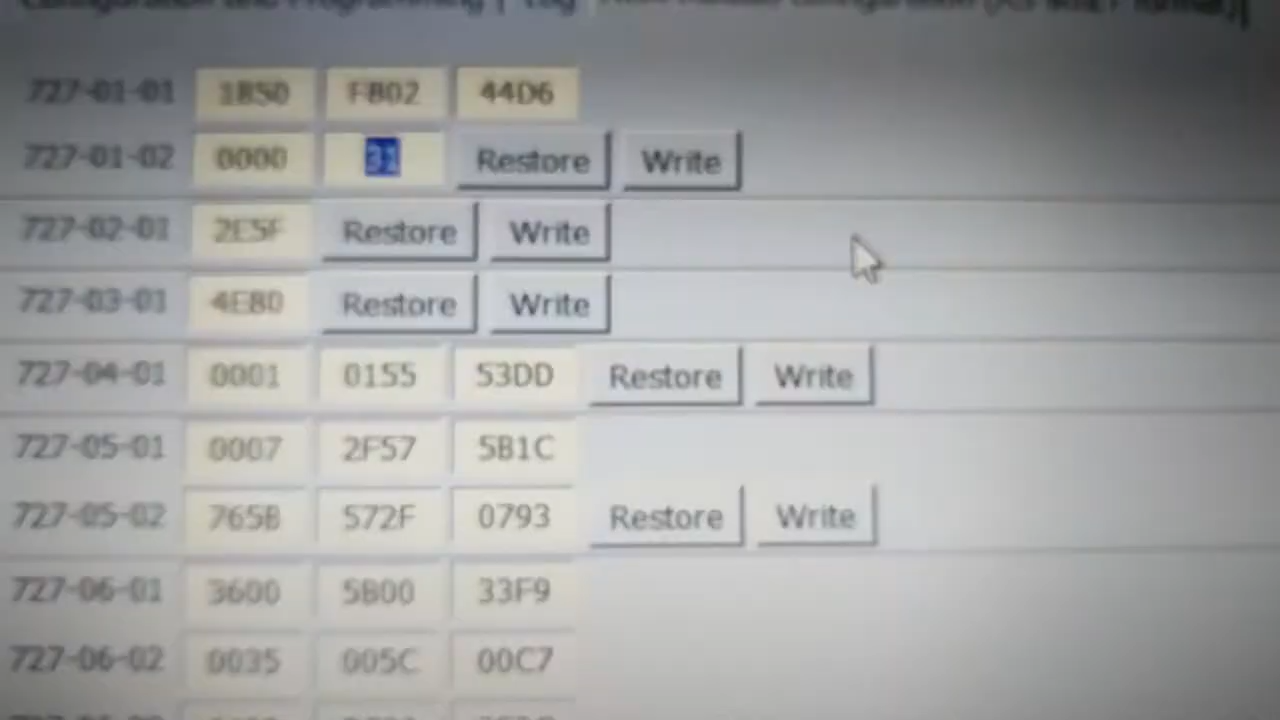 727-01-01 1B50 FB02 44D6
727-01-02 0000 31 Restore Write
727-02-01 2E5F Restore Write
727-03-01 4E80 Restore Write
727-04-01 0001 0155 53DD Restore Write
727-05-01 0007 2F57 5B1C
727-05-02 765B 572F 0793 Restore Write
727-06-01 3600 5B00 33F9
727-06-02 0035 005C 00C7